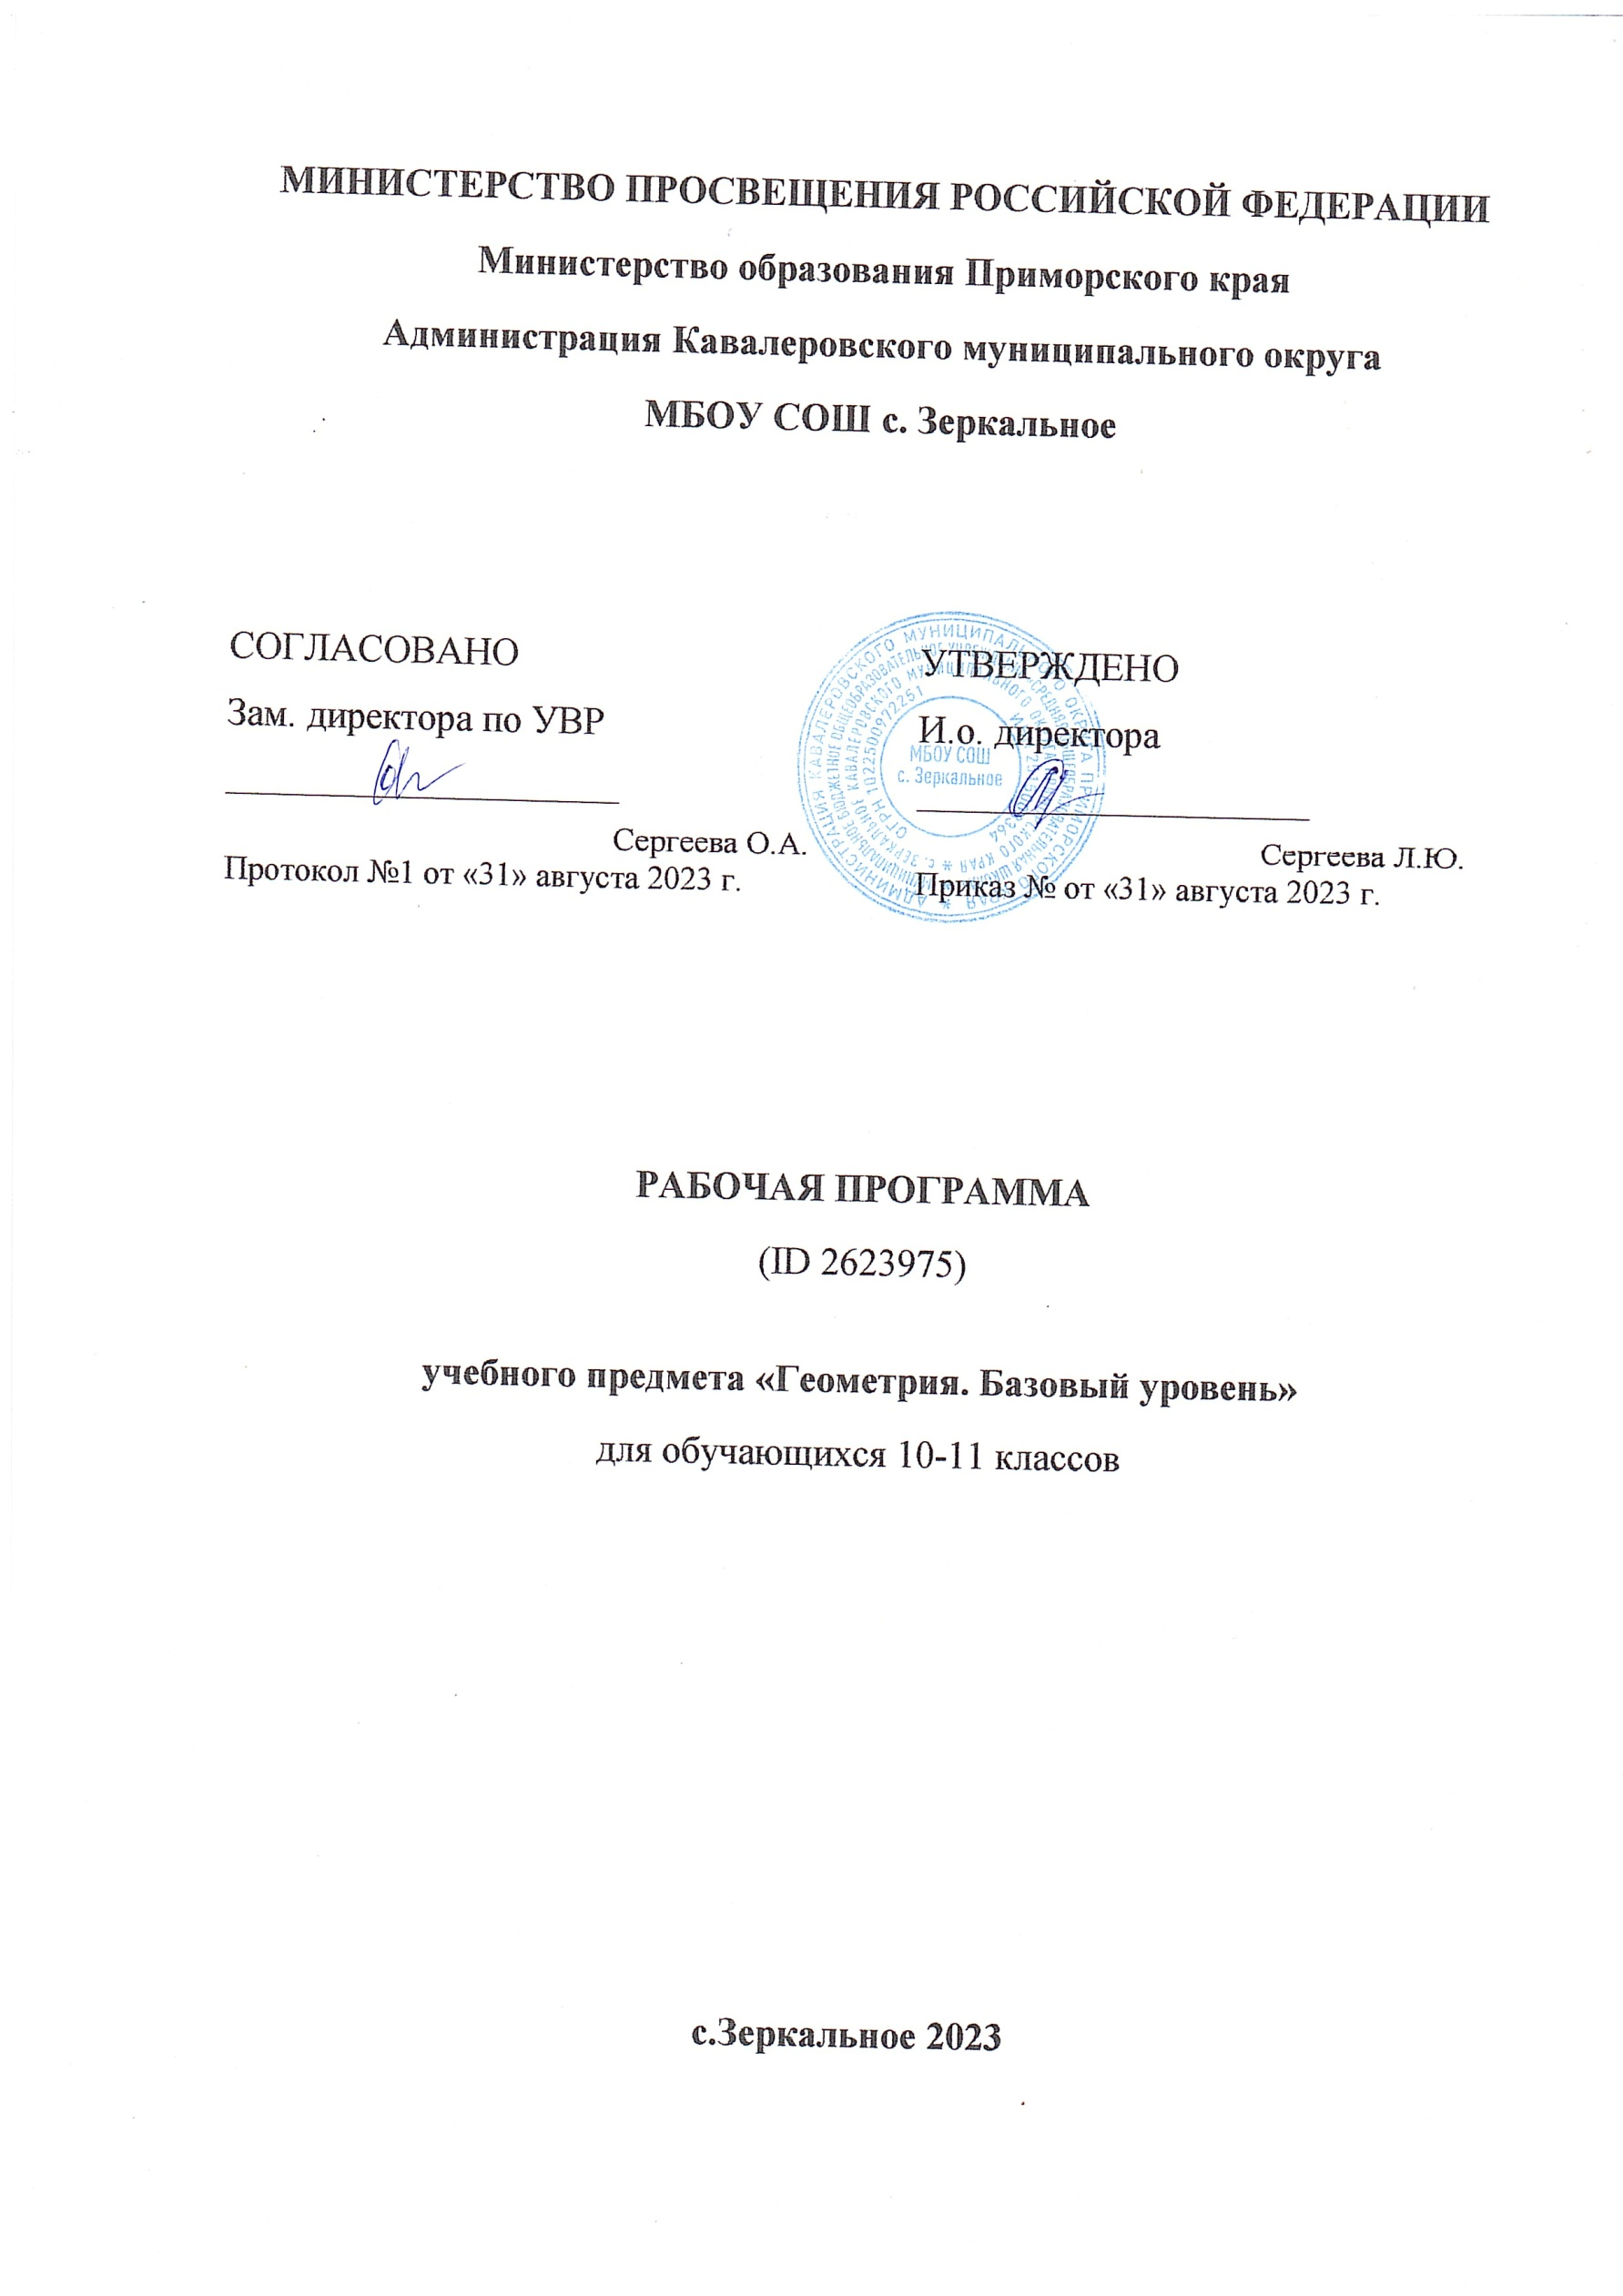 МИНИСТЕРСТВО ПРОСВЕЩЕНИЯ РОССИЙСКОЙ ФЕДЕРАЦИИ
Министерство образования Приморского края
Администрация Кавалеровского муниципального округа
МБОУ СОШ с. Зеркальное
СОГЛАСОВАНО
Зам. директора по УВР
Сергеева О.А.
Протокол №1 от «31» августа 2023 г.
УТВЕРЖДЕНО
И.о. директора
Сергеева Л.Ю.
Приказ № от «31» августа 2023 г.
МБОУ СОШ
с. Зеркальное
ОГРН 1022500972251
РАБОЧАЯ ПРОГРАММА
(ID 2623975)
учебного предмета «Геометрия. Базовый уровень»
для обучающихся 10-11 классов
с.Зеркальное 2023